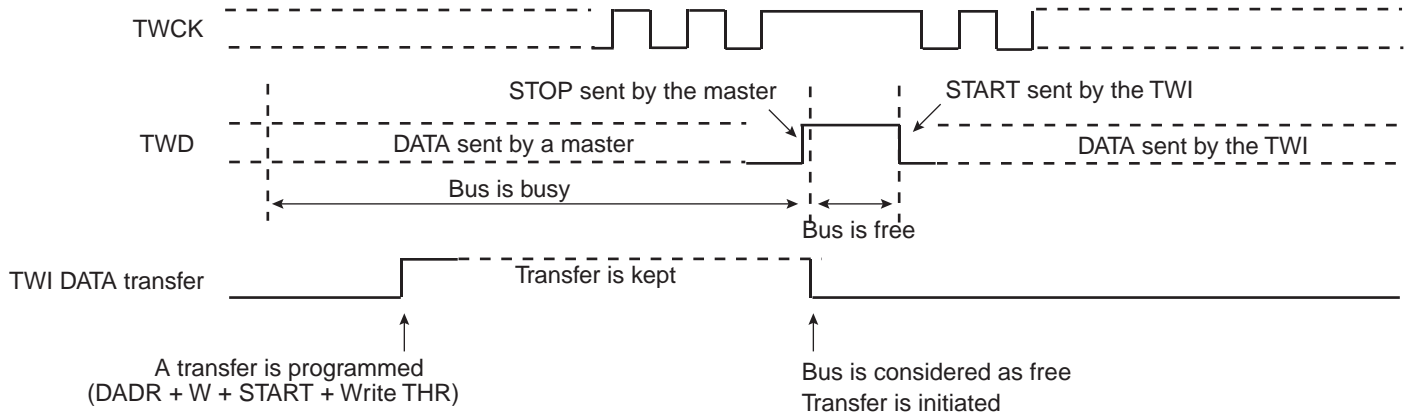 TWCK
STOP sent by the master
START sent by the TWI
TWD
DATA sent by a master
DATA sent by the TWI
Bus is busy
Bus is free
TWI DATA transfer
Transfer is kept
A transfer is programmed
(DADR + W + START + Write THR)
Bus is considered as free
Transfer is initiated